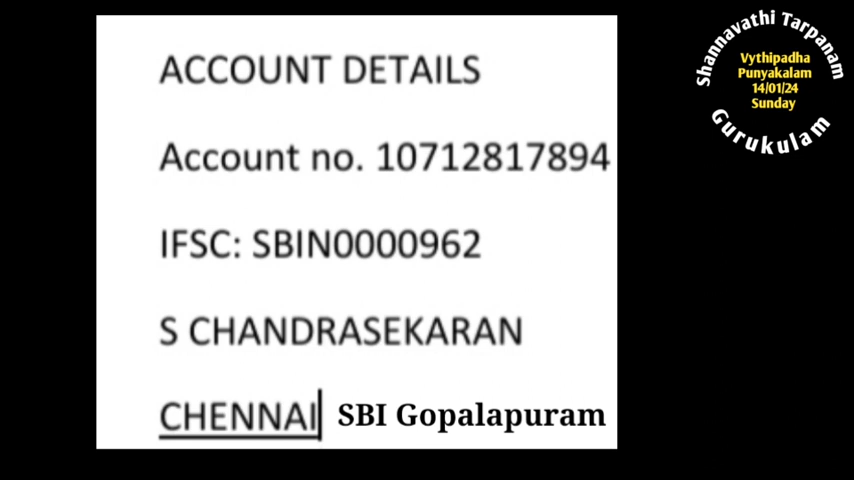 ACCOUNT DETAILS
Account no. 10712817894
IFSC: SBIN0000962
S CHANDRASEKARAN
CHENNAI SBI Gopalapuram
Shannavathi Tarpanam
Vythipadha
Punyakalam
14/01/24
Sunday
Gurukulam